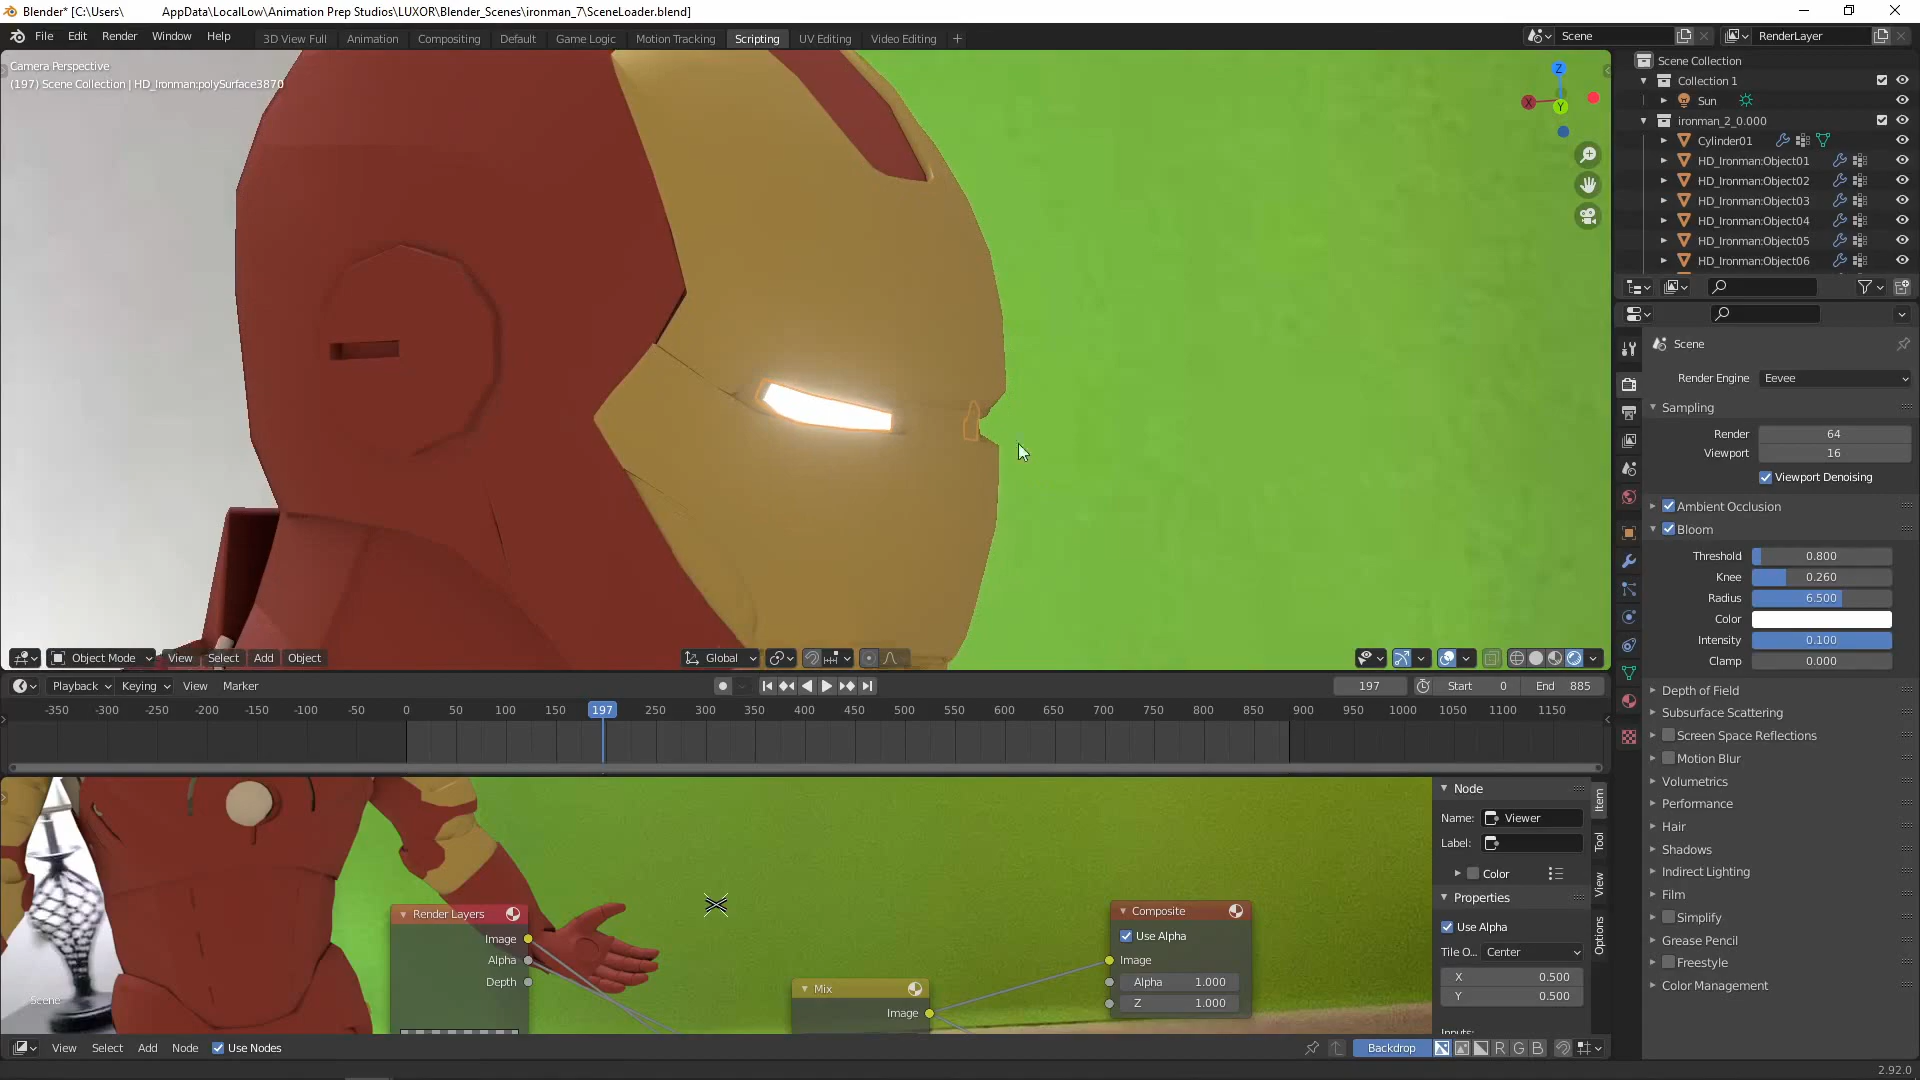 Blender* [C:\Users\ AppData\LocalLow\Animation Prep Studios\LUXOR\Blender_Scenes\ironman_7\SceneLoader.blend]
File Edit Render Window Help 3D View Full Animation Compositing Default Game Logic Motion Tracking Scripting UV Editing Video Editing + Scene RenderLayer
Camera Perspective
(197) Scene Collection | HD_Ironman:polySurface3870
Z
X
Y
Object Mode View Select Add Object Global
Playback Keying View Marker 197 Start 0 End 885
-350 -300 -250 -200 -150 -100 -50 0 50 100 150 197 250 300 350 400 450 500 550 600 650 700 750 800 850 900 950 1000 1050 1100 1150
Render Layers
Image
Alpha
Depth
Scene
Mix
Image
Composite
Use Alpha
Image
Alpha 1.000
Z 1.000
Node
Name: Viewer
Label:
Color
Properties
Use Alpha
Tile O... Center
X 0.500
Y 0.500
Inputs:
Item
Tool
View
Options
View Select Add Node Use Nodes Backdrop R G B
Scene Collection
Collection 1
Sun
ironman_2_0.000
Cylinder01
HD_Ironman:Object01
HD_Ironman:Object02
HD_Ironman:Object03
HD_Ironman:Object04
HD_Ironman:Object05
HD_Ironman:Object06
Scene
Render Engine Eevee
Sampling
Render 64
Viewport 16
Viewport Denoising
Ambient Occlusion
Bloom
Threshold 0.800
Knee 0.260
Radius 6.500
Color
Intensity 0.100
Clamp 0.000
Depth of Field
Subsurface Scattering
Screen Space Reflections
Motion Blur
Volumetrics
Performance
Hair
Shadows
Indirect Lighting
Film
Simplify
Grease Pencil
Freestyle
Color Management
2.92.0